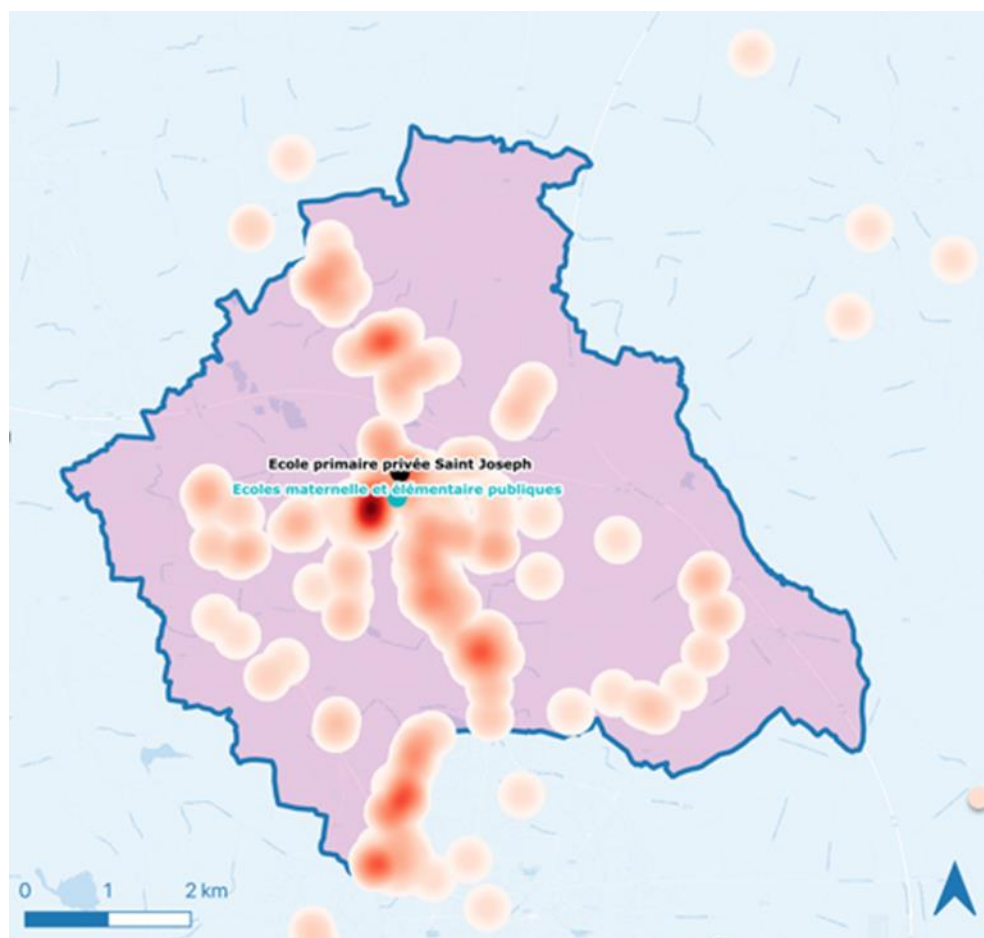 Ecole primaire privée Saint Joseph
Ecoles maternelle et élémentaire publiques
0 1 2 km